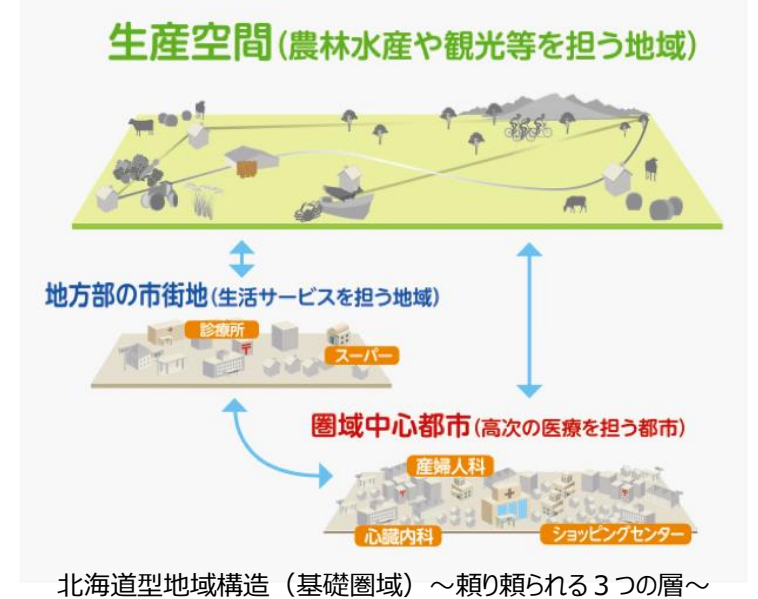 生産空間(農林水産や観光等を担う地域)
地方部の市街地(生活サービスを担う地域)
診療所
〒
スーパー
圏域中心都市(高次の医療を担う都市)
産婦人科
〒
〒
心臓内科
ショッピングセンター
北海道型地域構造（基礎圏域）～頼り頼られる３つの層～